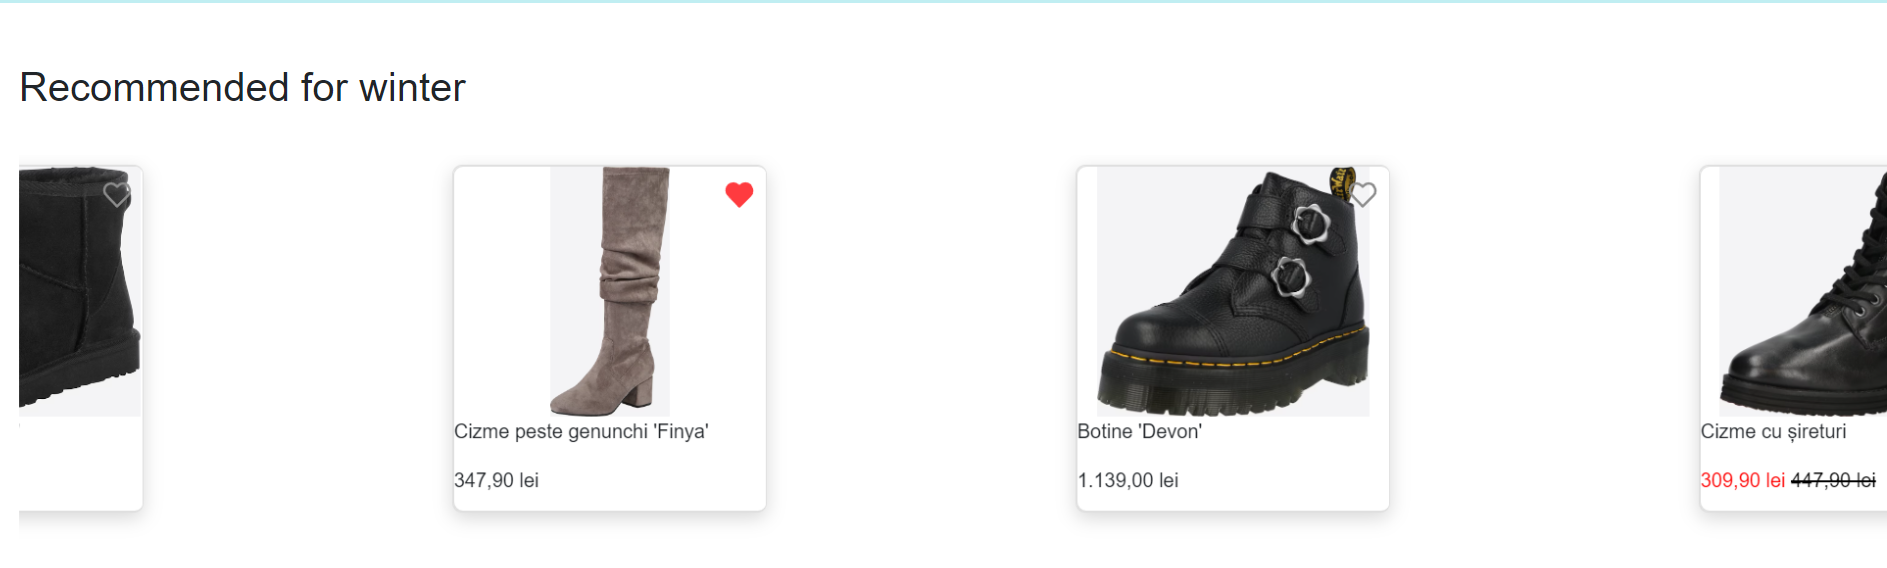 Recommended for winter
Cizme peste genunchi 'Finya'
347,90 lei
Botine 'Devon'
1.139,00 lei
Cizme cu șireturi
309,90 lei 447,90 lei